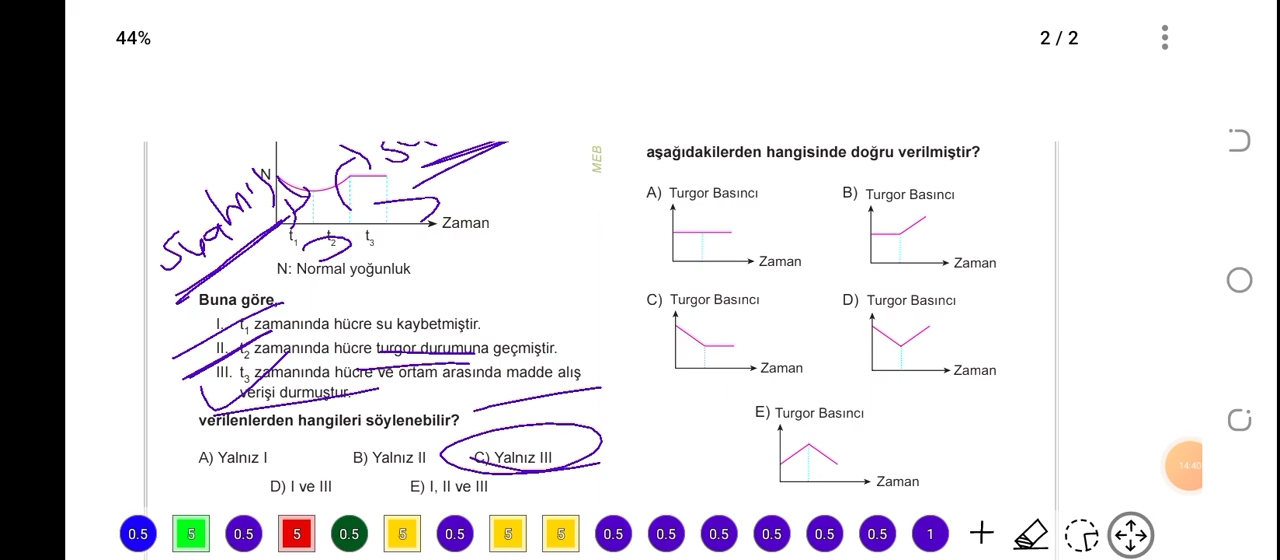 44%
2 / 2
N
Zaman
t1 t2 t3
N: Normal yoğunluk
Buna göre,
I. t1 zamanında hücre su kaybetmiştir.
II. t2 zamanında hücre turgor durumuna geçmiştir.
III. t3 zamanında hücre ve ortam arasında madde alış
verişi durmuştur.
verilenlerden hangileri söylenebilir?
A) Yalnız I B) Yalnız II C) Yalnız III
D) I ve III E) I, II ve III
MEB
aşağıdakilerden hangisinde doğru verilmiştir?
A) Turgor Basıncı
Zaman
B) Turgor Basıncı
Zaman
C) Turgor Basıncı
Zaman
D) Turgor Basıncı
Zaman
E) Turgor Basıncı
Zaman
14:40
0.5 5 0.5 5 0.5 5 0.5 5 5 0.5 0.5 0.5 0.5 0.5 0.5 1